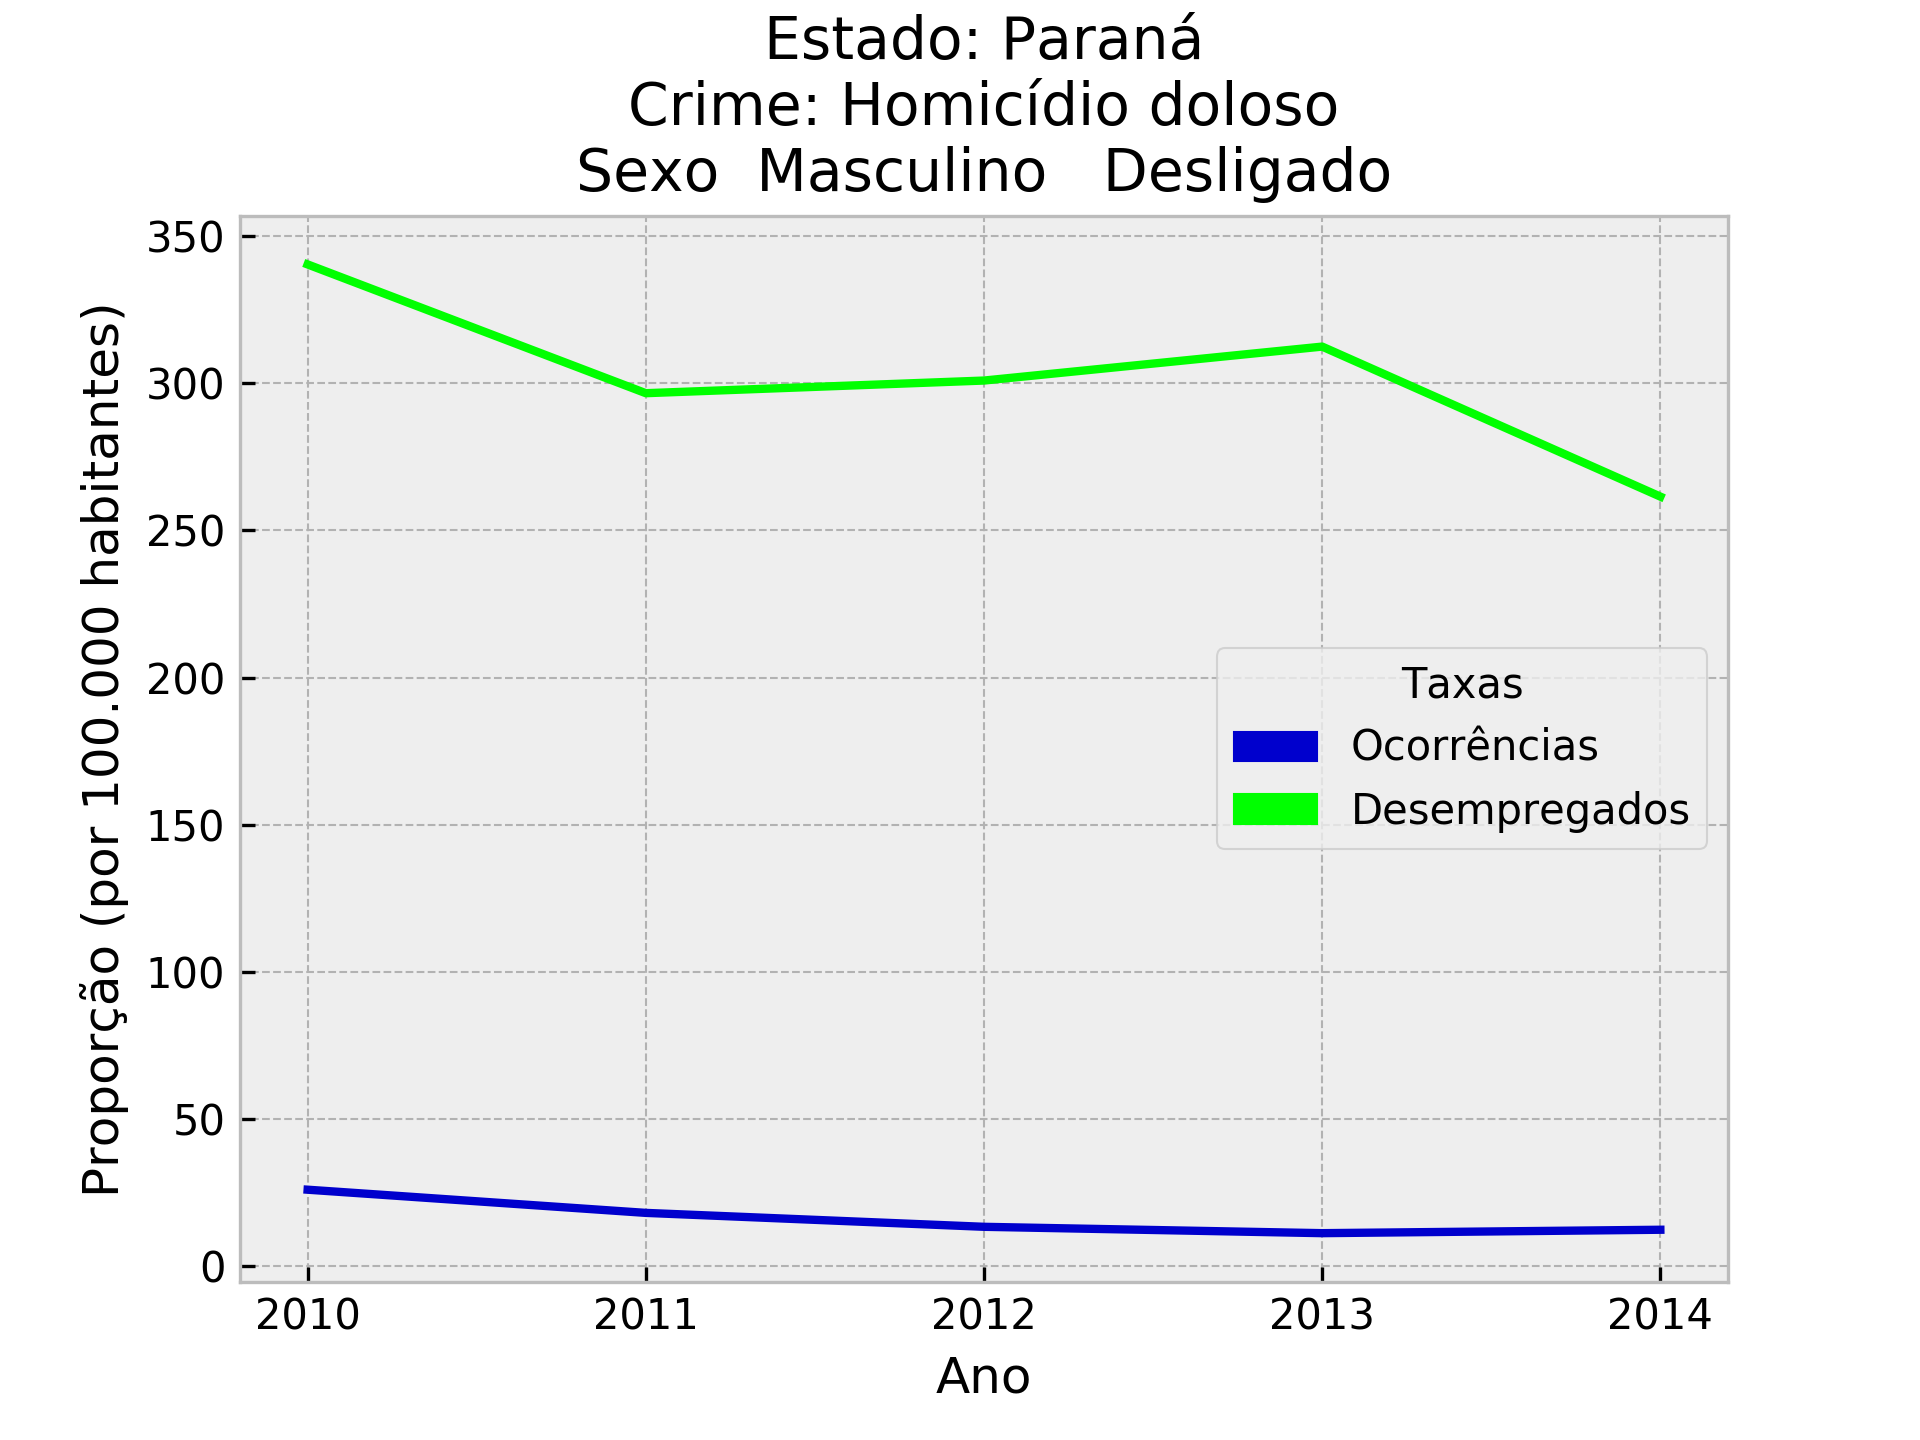 Estado: Paraná
Crime: Homicídio doloso
Sexo  Masculino   Desligado
Proporção (por 100.000 habitantes)
350
300
250
200
150
100
50
0
Taxas
Ocorrências
Desempregados
2010 2011 2012 2013 2014
Ano